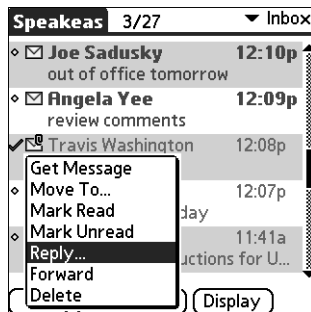 Speakeas 3/27 Inbox
Joe Sadusky 12:10p
out of office tomorrow
Angela Yee 12:09p
review comments
Travis Washington 12:08p
Get Message
Move To... 12:07p
Mark Read day
Mark Unread 11:41a
Reply... uctions for U...
Forward
Delete Display